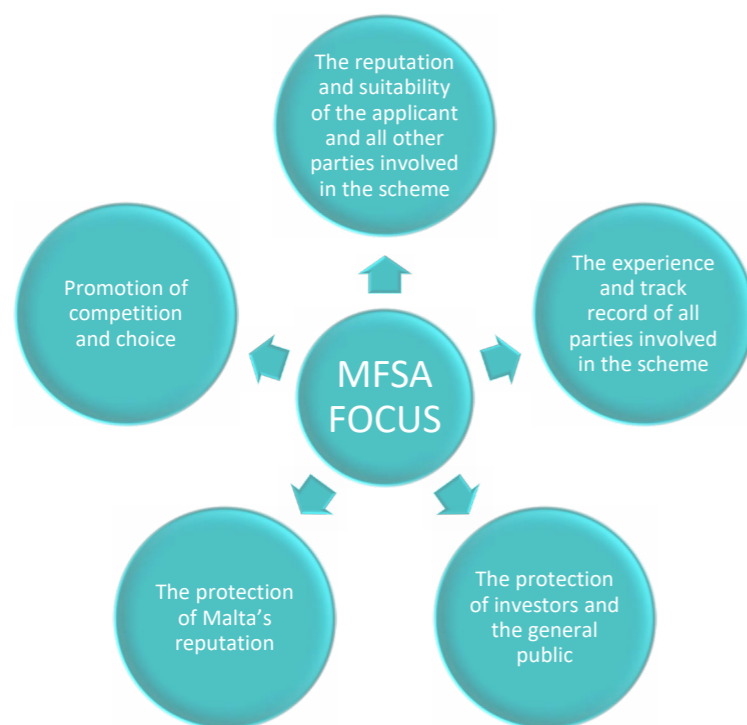 The reputation
and suitability
of the applicant
and all other
parties involved
in the scheme
The experience
and track
record of all
parties involved
in the scheme
The protection
of investors and
the general
public
The protection
of Malta’s
reputation
Promotion of
competition
and choice
MFSA
FOCUS